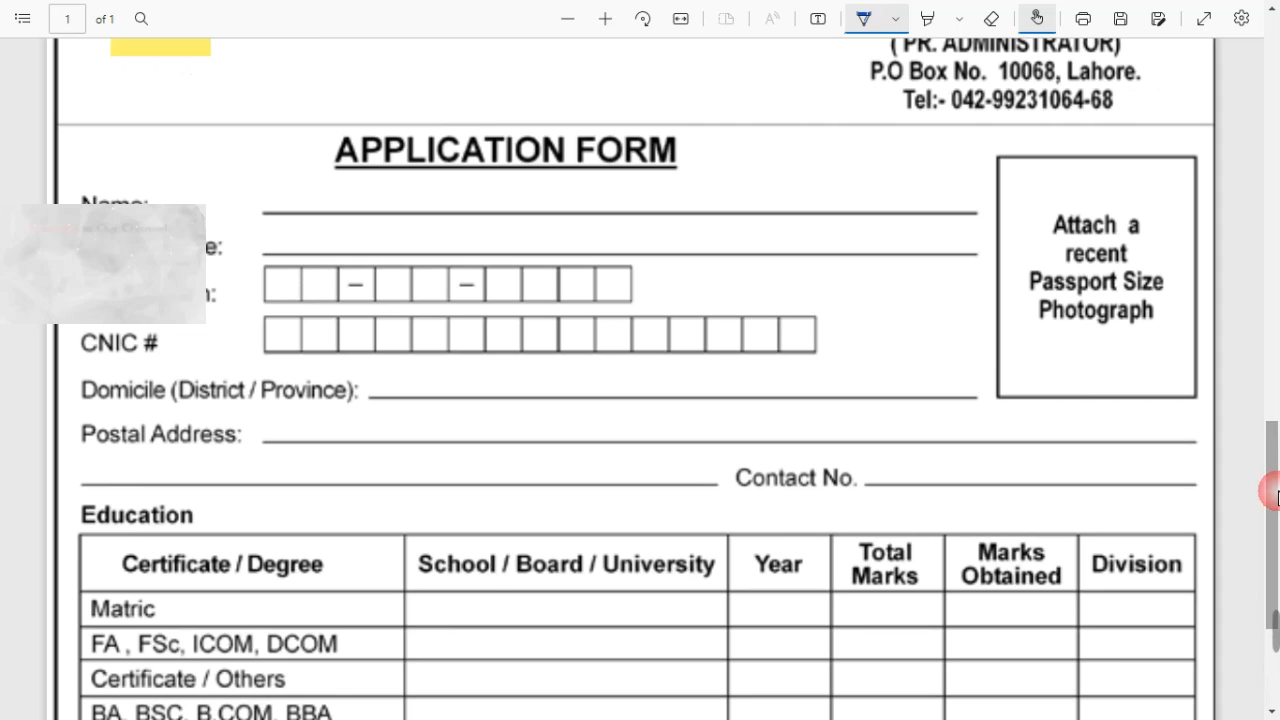 1 of 1
( PR. ADMINISTRATOR)
P.O Box No. 10068, Lahore.
Tel:- 042-99231064-68
APPLICATION FORM
Name:
e:
n:
CNIC #
Domicile (District / Province):
Postal Address:
Contact No.
Attach a
recent
Passport Size
Photograph
Education
Certificate / Degree School / Board / University Year Total Marks Marks Obtained Division
Matric
FA , FSc, ICOM, DCOM
Certificate / Others
BA, BSC, B.COM, BBA